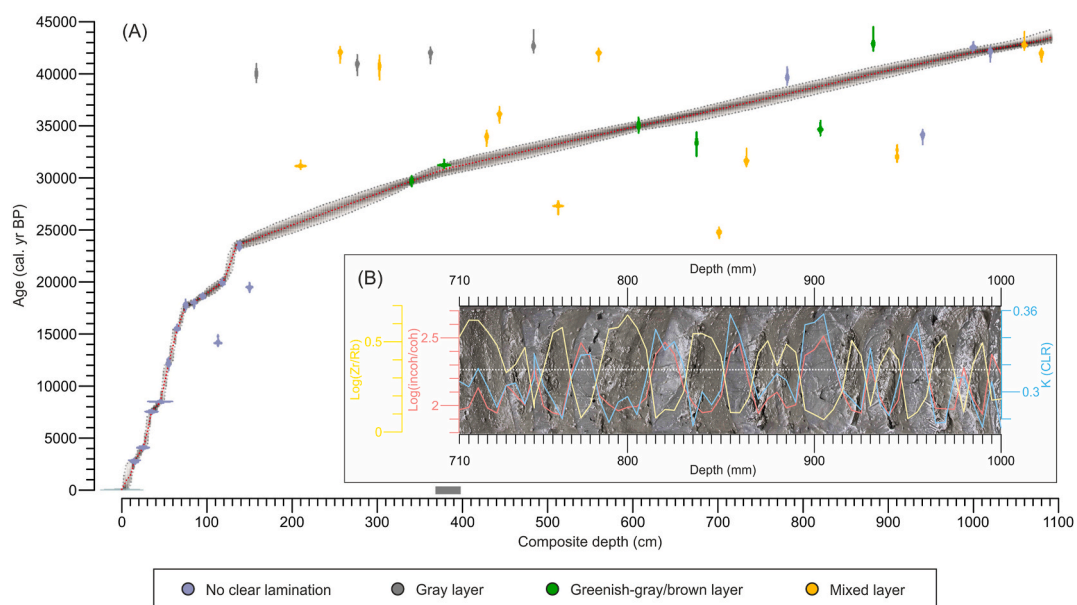 (A)
45000
40000
35000
30000
25000
20000
15000
10000
5000
0
Age (cal. yr BP)
0 100 200 300 400 500 600 700 800 900 1000 1100
Composite depth (cm)
(B)
Depth (mm)
710 800 900 1000
Log(Zr/Rb)
0.5
0
Log(incoh/coh)
2.5
2
0.36
0.3
K (CLR)
710 800 900 1000
Depth (mm)
No clear lamination Gray layer Greenish-gray/brown layer Mixed layer